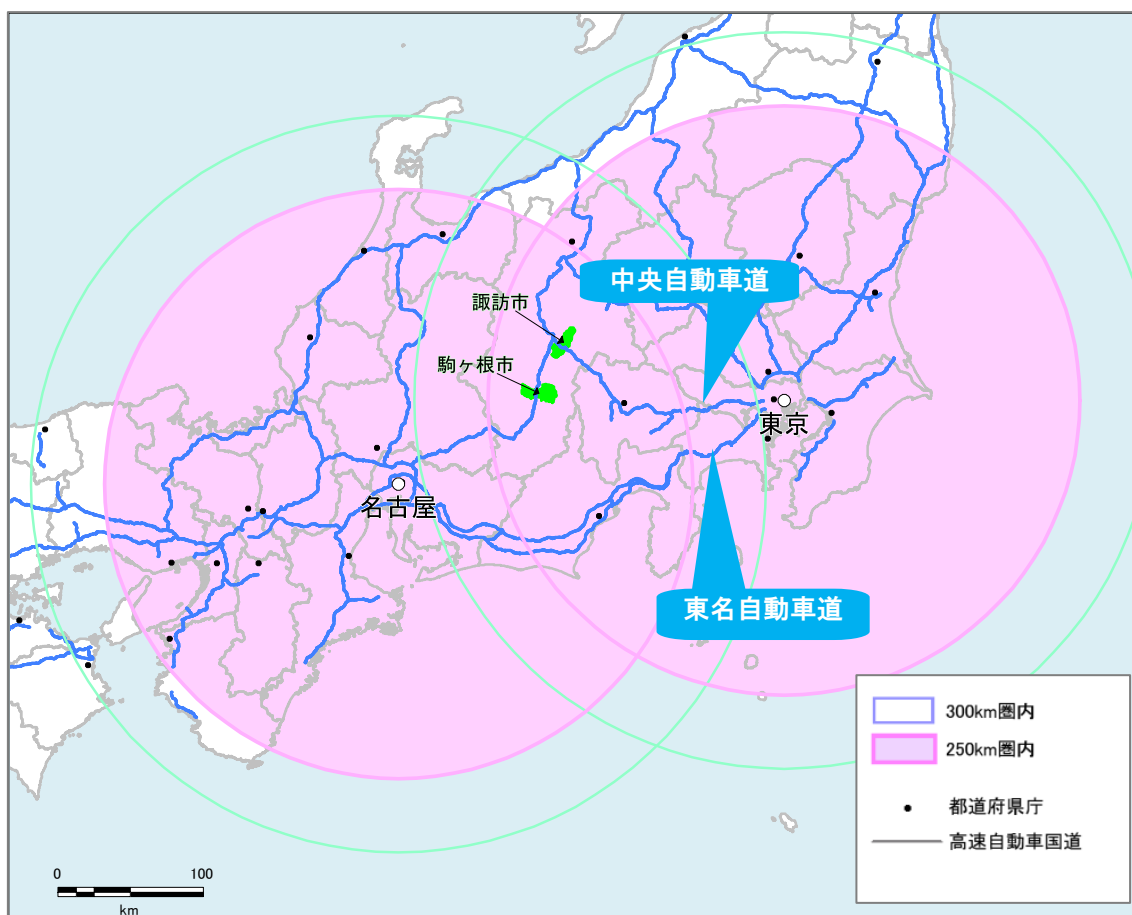 中央自動車道
諏訪市
駒ヶ根市
東京
名古屋
東名自動車道
300km圏内
250km圏内
都道府県庁
高速自動車国道
0 100
km